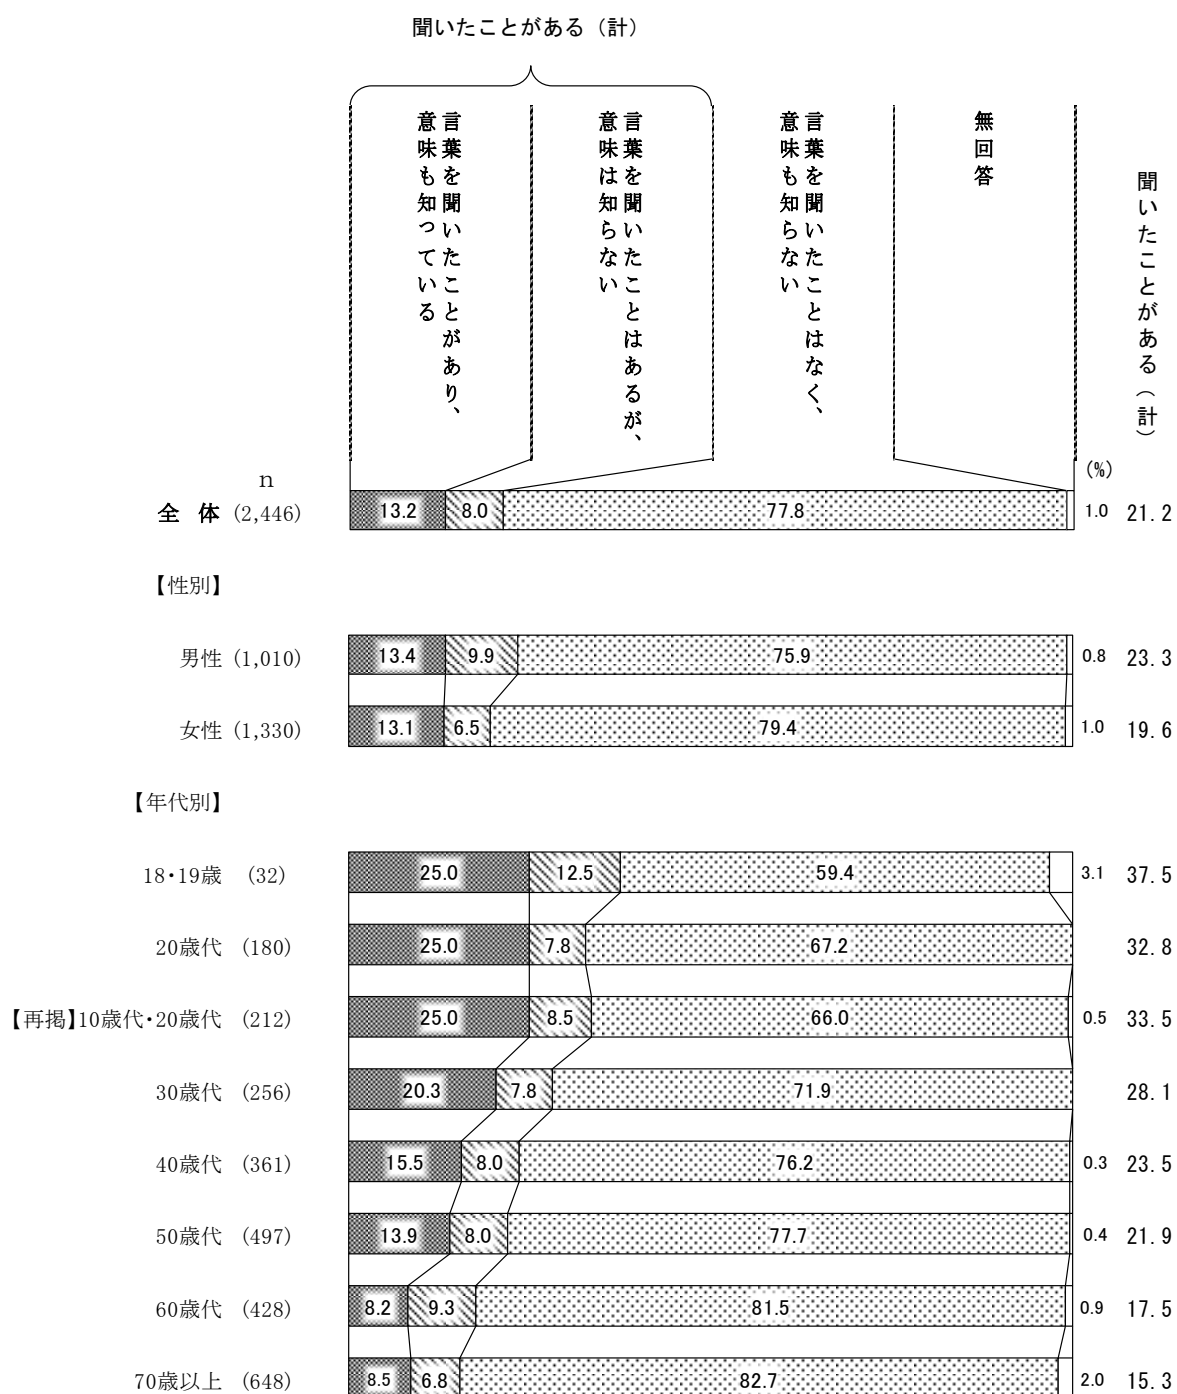 聞いたことがある（計）
言葉を聞いたことがあり、
意味も知っている
言葉を聞いたことはあるが、
意味は知らない
言葉を聞いたことはなく、
意味も知らない
無回答
聞いたことがある（計）
(%)
n
全 体 (2,446) 13.2 8.0 77.8 1.0 21.2
【性別】
男性 (1,010) 13.4 9.9 75.9 0.8 23.3
女性 (1,330) 13.1 6.5 79.4 1.0 19.6
【年代別】
18・19歳 (32) 25.0 12.5 59.4 3.1 37.5
20歳代 (180) 25.0 7.8 67.2 32.8
【再掲】10歳代・20歳代 (212) 25.0 8.5 66.0 0.5 33.5
30歳代 (256) 20.3 7.8 71.9 28.1
40歳代 (361) 15.5 8.0 76.2 0.3 23.5
50歳代 (497) 13.9 8.0 77.7 0.4 21.9
60歳代 (428) 8.2 9.3 81.5 0.9 17.5
70歳以上 (648) 8.5 6.8 82.7 2.0 15.3